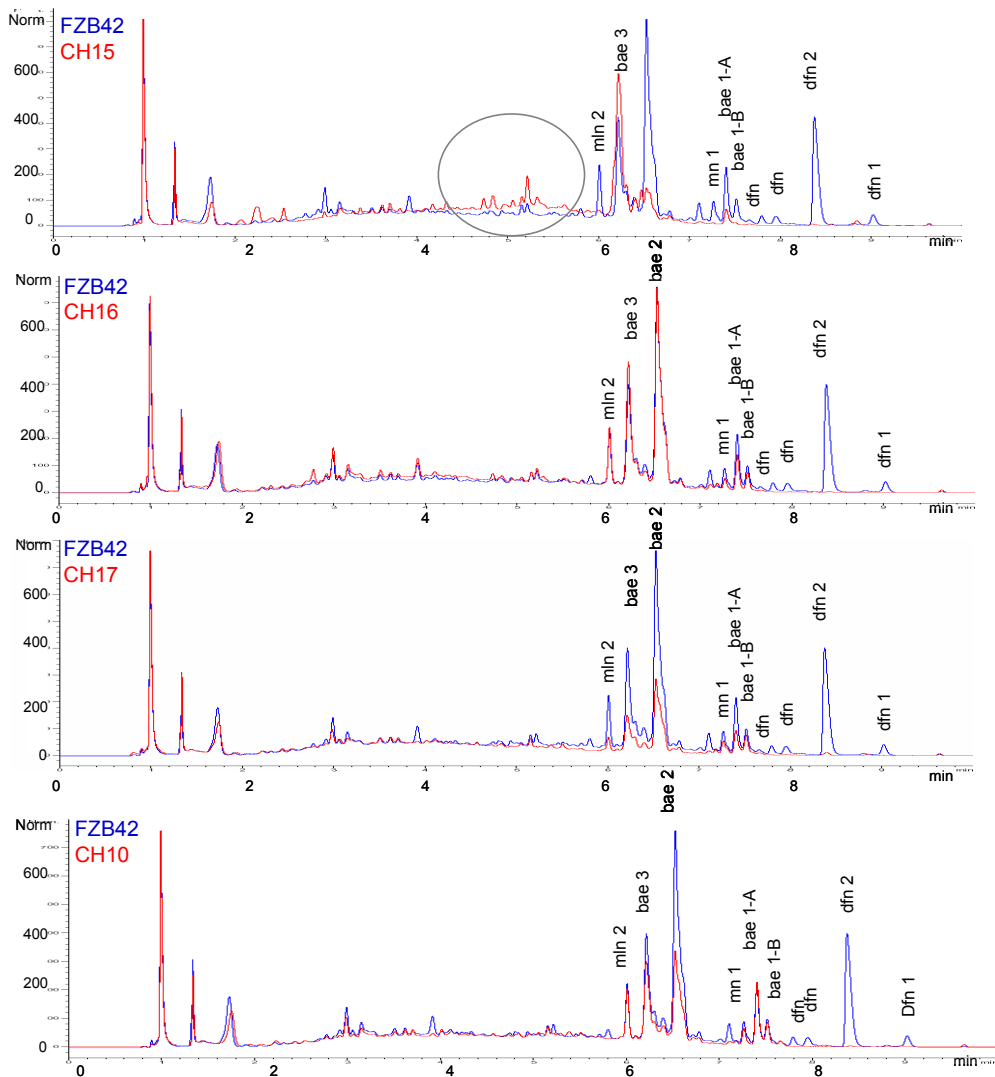 Norm
FZB42
CH15
600
400
200
0
mln 2
bae 3
mn 1
bae 1-A
bae 1-B
dfn
dfn
dfn 2
dfn 1
1
2
4
6
8
min
bae 2
Norm
FZB42
CH16
600
400
200
0
mln 2
bae 3
mn 1
bae 1-A
bae 1-B
dfn
dfn
dfn 2
dfn 1
0
2
4
6
8
min
bae 2
FZB42
CH17
Norm
600
400
200
0
mln 2
bae 3
mn 1
bae 1-A
bae 1-B
dfn
dfn
dfn 2
dfn 1
0
2
4
6
8
min
bae 2
Norm
FZB42
CH10
600
400
200
0
mln 2
bae 3
mn 1
bae 1-A
bae 1-B
dfn
dfn
dfn 2
Dfn 1
0
2
4
6
8
min